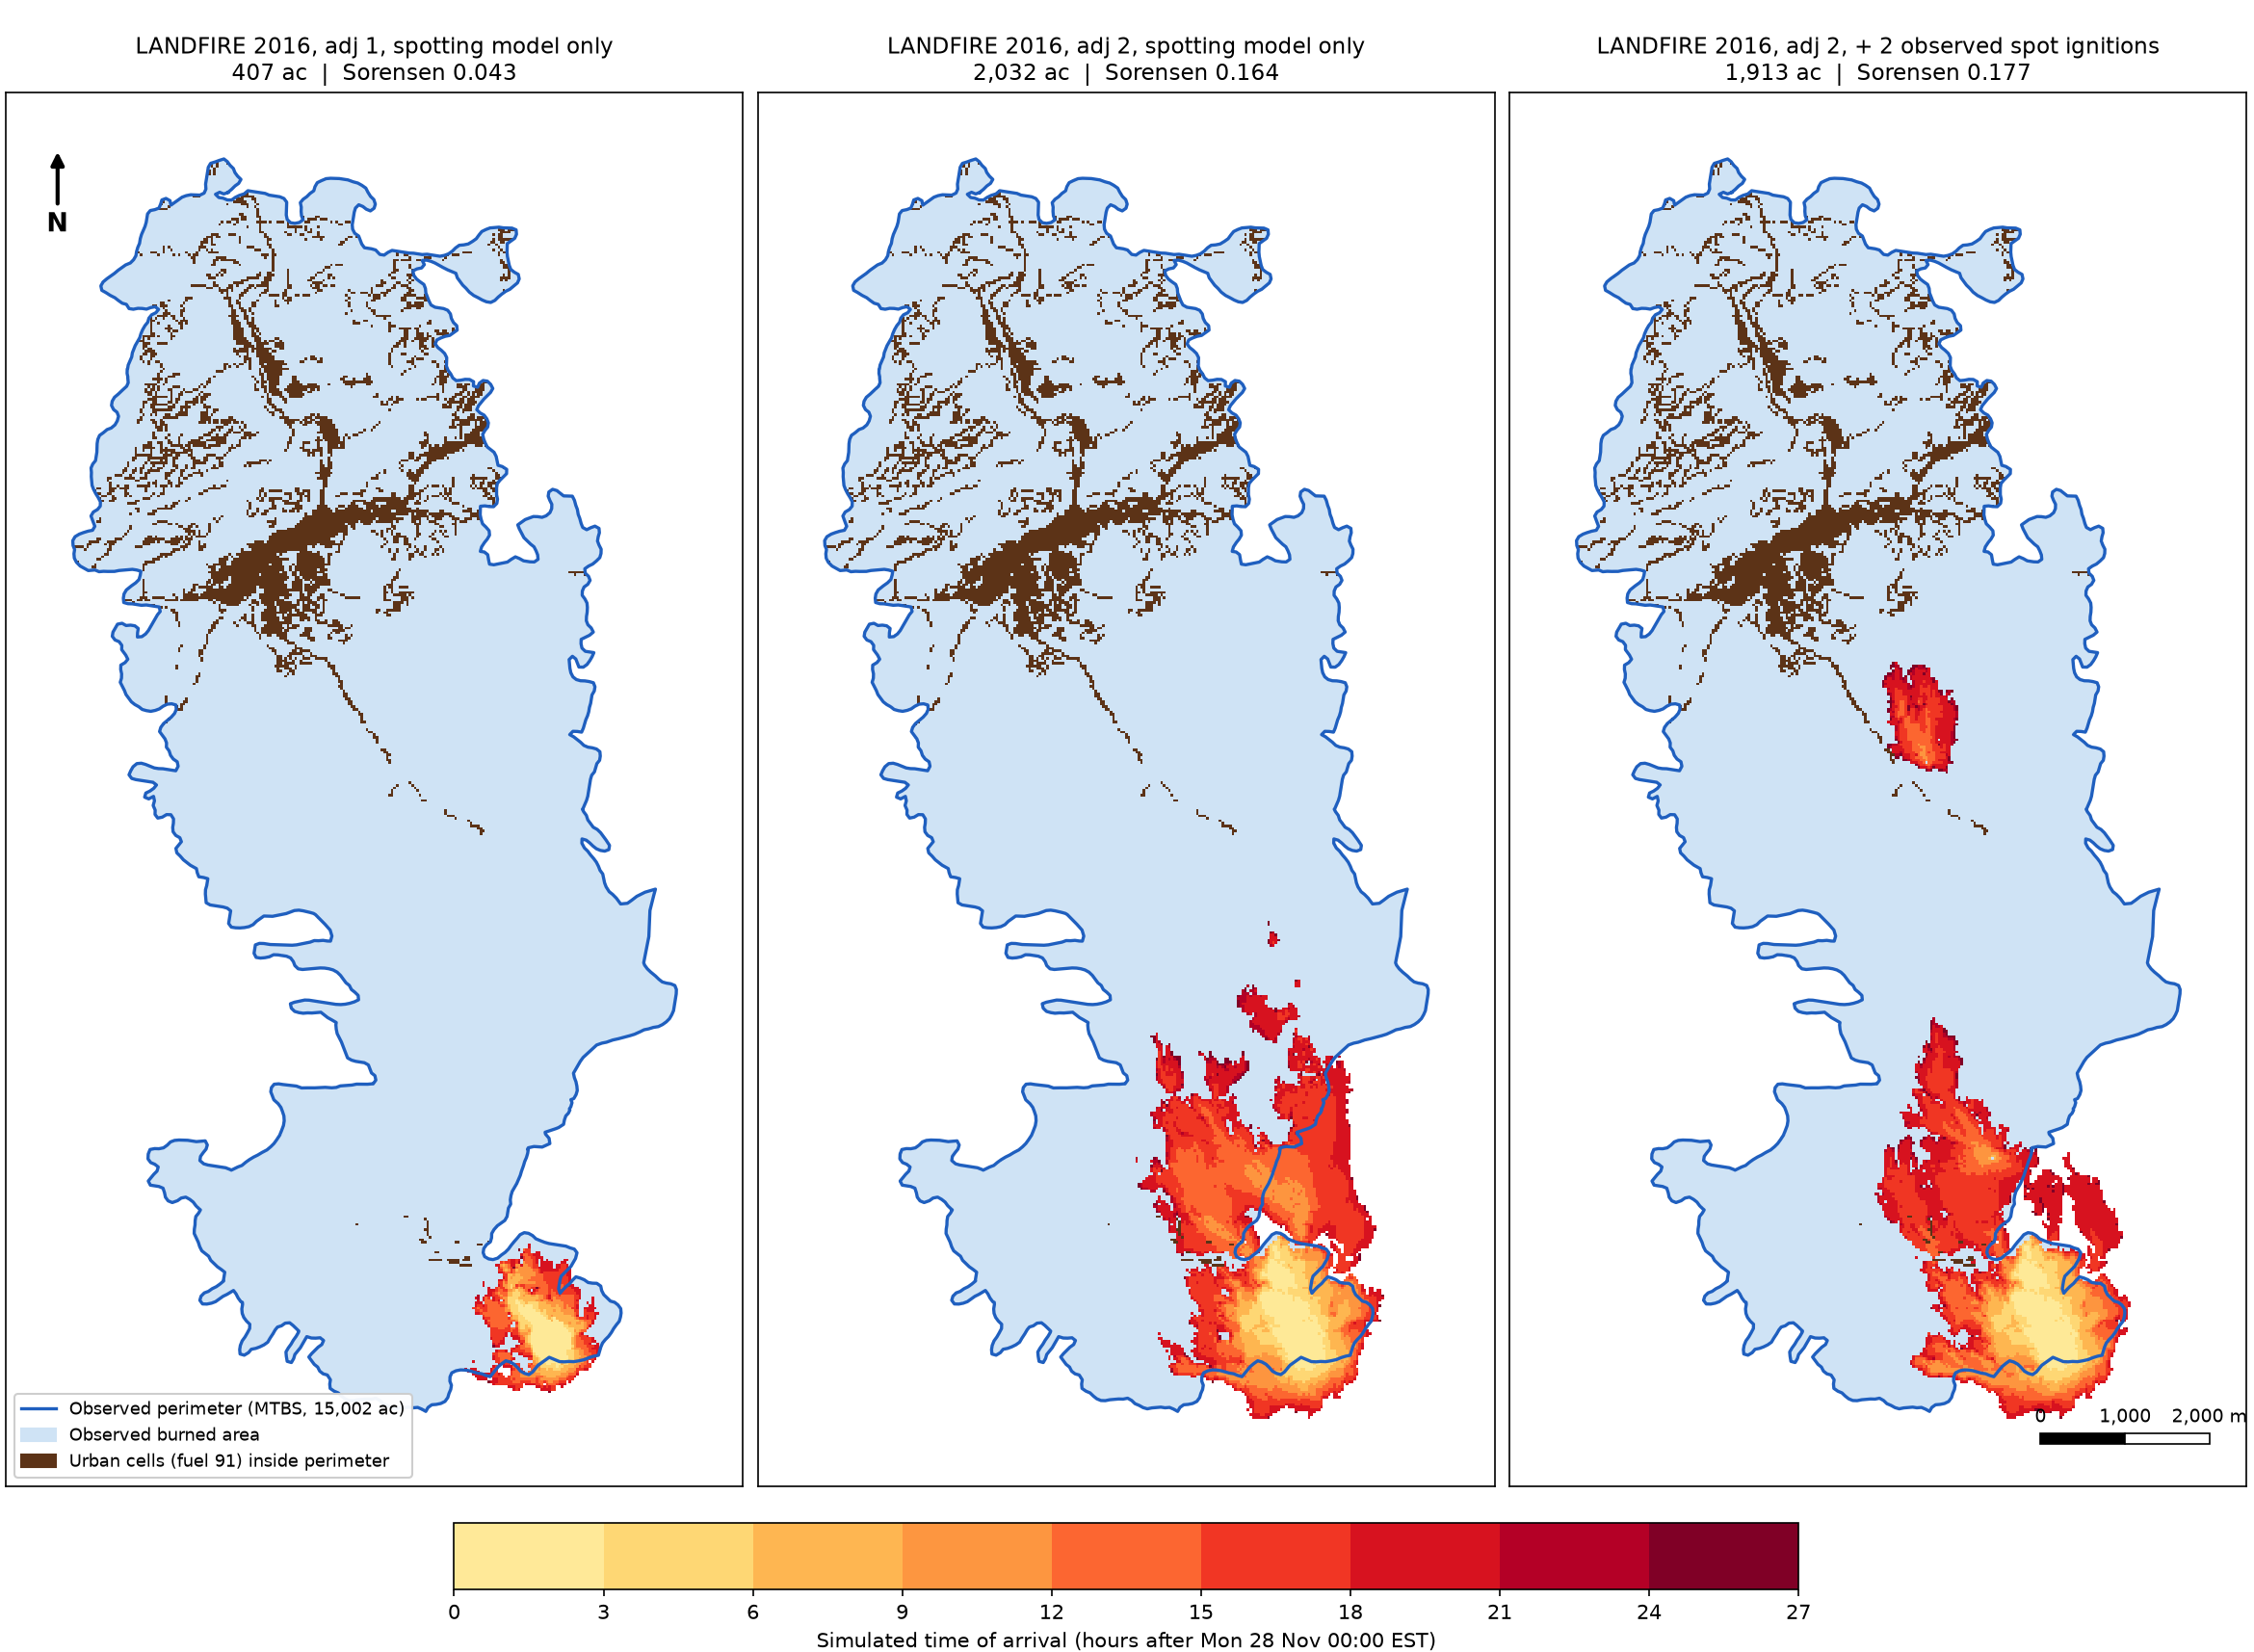 LANDFIRE 2016, adj 1, spotting model only
407 ac | Sorensen 0.043
LANDFIRE 2016, adj 2, spotting model only
2,032 ac | Sorensen 0.164
LANDFIRE 2016, adj 2, + 2 observed spot ignitions
1,913 ac | Sorensen 0.177
N
Observed perimeter (MTBS, 15,002 ac)
Observed burned area
Urban cells (fuel 91) inside perimeter
0 1,000 2,000 m
0 3 6 9 12 15 18 21 24 27
Simulated time of arrival (hours after Mon 28 Nov 00:00 EST)